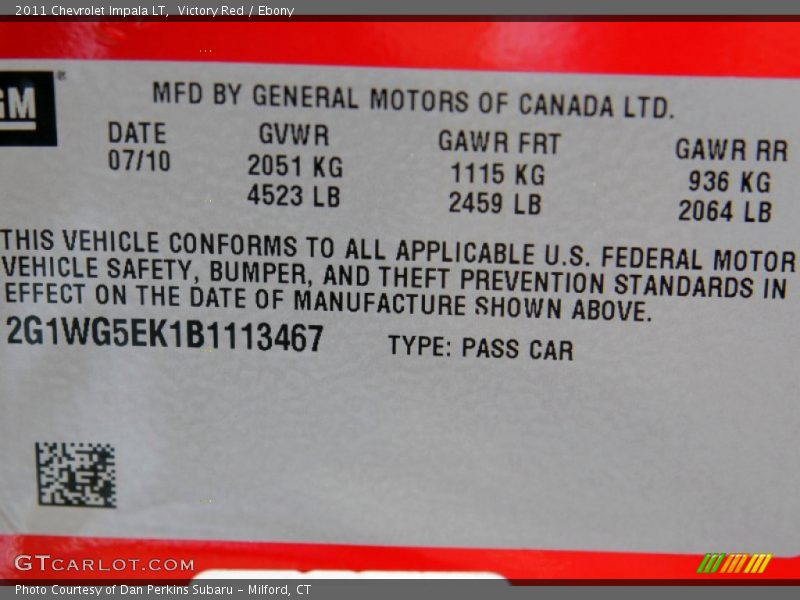 2011 Chevrolet Impala LT, Victory Red / Ebony
...
GM
MFD BY GENERAL MOTORS OF CANADA LTD.
DATE GVWR GAWR FRT GAWR RR
07/10 2051 KG 1115 KG 936 KG
4523 LB 2459 LB 2064 LB
THIS VEHICLE CONFORMS TO ALL APPLICABLE U.S. FEDERAL MOTOR
VEHICLE SAFETY, BUMPER, AND THEFT PREVENTION STANDARDS IN
EFFECT ON THE DATE OF MANUFACTURE SHOWN ABOVE.
2G1WG5EK1B1113467 TYPE: PASS CAR
GTCARLOT.COM
Photo Courtesy of Dan Perkins Subaru - Milford, CT